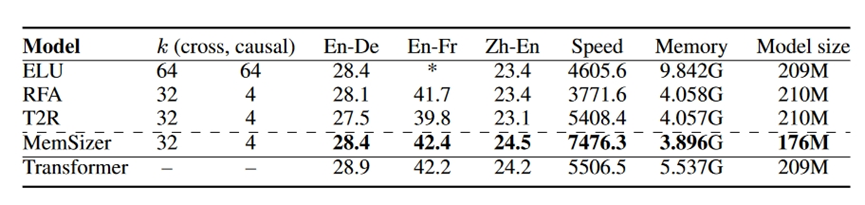 Model k (cross, causal) En-De En-Fr Zh-En Speed Memory Model size
ELU 64 64 28.4 * 23.4 4605.6 9.842G 209M
RFA 32 4 28.1 41.7 23.4 3771.6 4.058G 210M
T2R 32 4 27.5 39.8 23.1 5408.4 4.057G 210M
MemSizer 32 4 28.4 42.4 24.5 7476.3 3.896G 176M
Transformer – – 28.9 42.2 24.2 5506.5 5.537G 209M